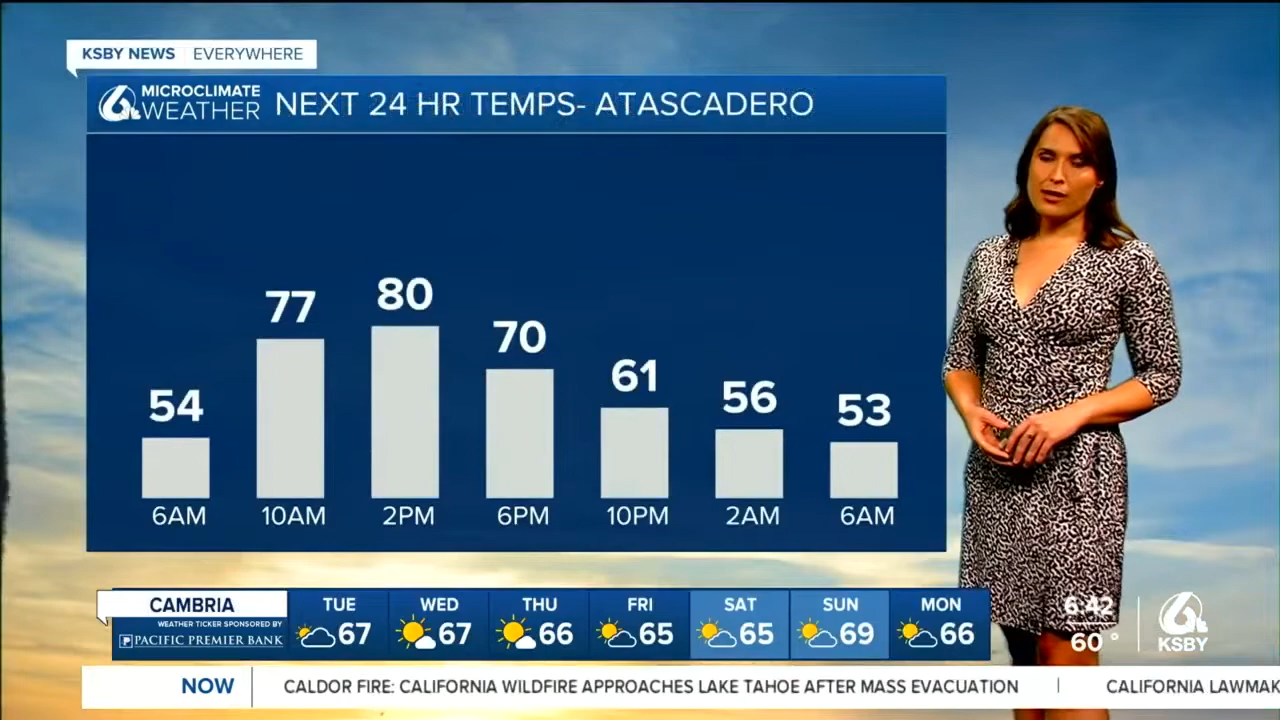 KSBY NEWS EVERYWHERE
6 MICROCLIMATE
WEATHER
NEXT 24 HR TEMPS- ATASCADERO
54 77 80 70 61 56 53
6AM 10AM 2PM 6PM 10PM 2AM 6AM
CAMBRIA
WEATHER TICKER SPONSORED BY
PACIFIC PREMIER BANK
TUE WED THU FRI SAT SUN MON
67 67 66 65 65 69 66
6:42
60°
6
KSBY
NOW CALDOR FIRE: CALIFORNIA WILDFIRE APPROACHES LAKE TAHOE AFTER MASS EVACUATION | CALIFORNIA LAWMAK